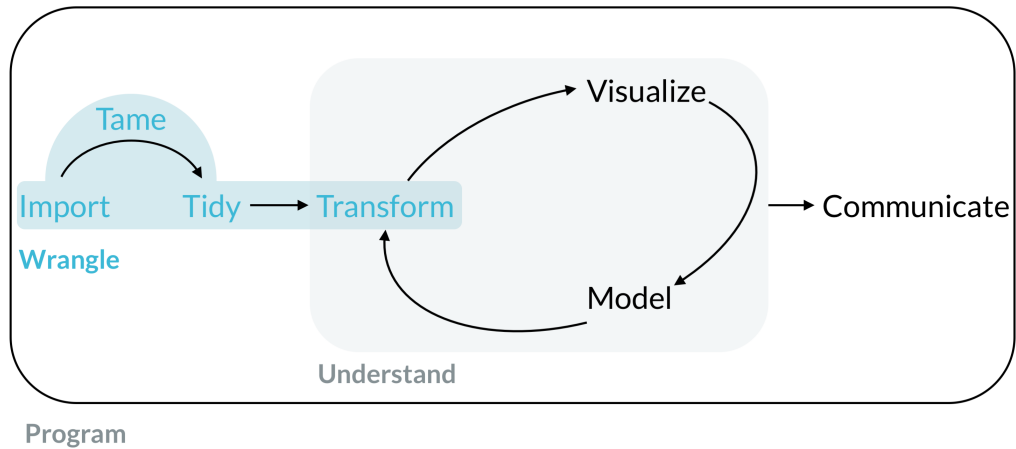 Visualize
Tame
Import
Tidy
Transform
Communicate
Wrangle
Model
Understand
Program